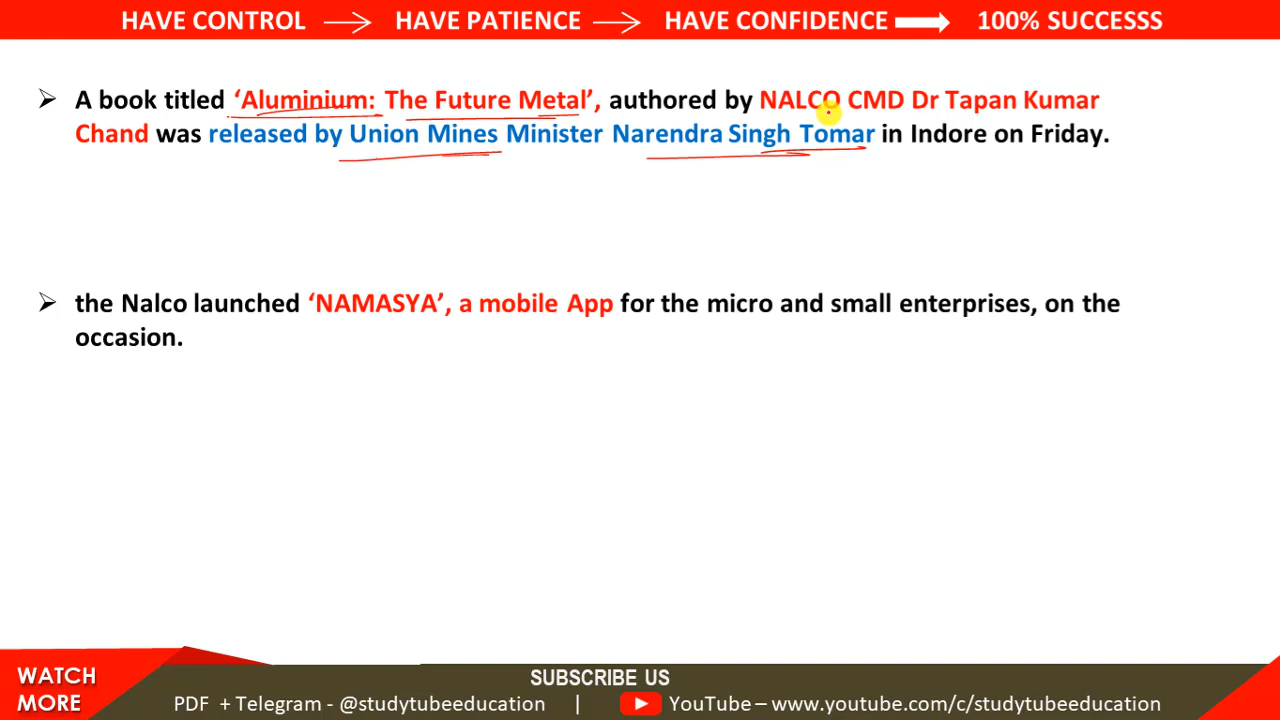 HAVE CONTROL → HAVE PATIENCE → HAVE CONFIDENCE → 100% SUCCESSS
➢ A book titled ‘Aluminium: The Future Metal’, authored by NALCO CMD Dr Tapan Kumar
Chand was released by Union Mines Minister Narendra Singh Tomar in Indore on Friday.
➢ the Nalco launched ‘NAMASYA’, a mobile App for the micro and small enterprises, on the
occasion.
WATCH
MORE
SUBSCRIBE US
PDF + Telegram - @studytubeeducation | YouTube – www.youtube.com/c/studytubeeducation